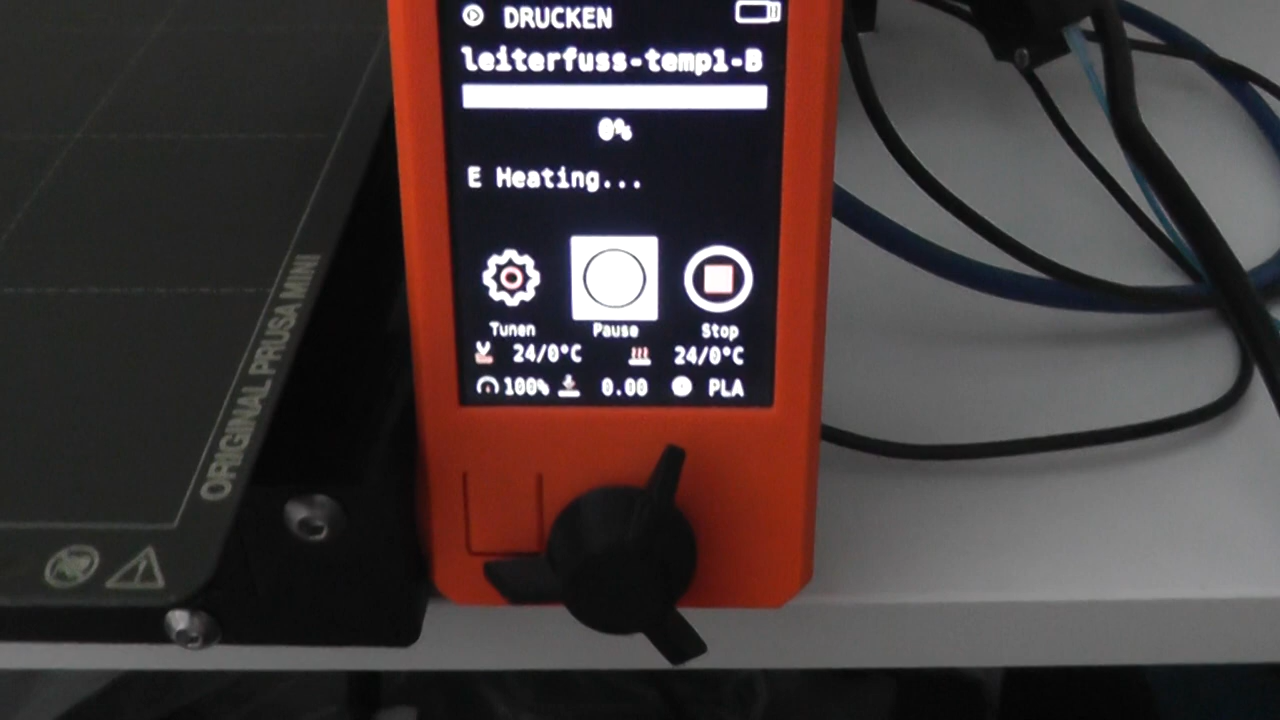 DRUCKEN
leiterfuss-temp1-B
0%
E Heating...
Tunen Pause Stop
24/0°C 24/0°C
100% 0.00 PLA
ORIGINAL PRUSA MINI